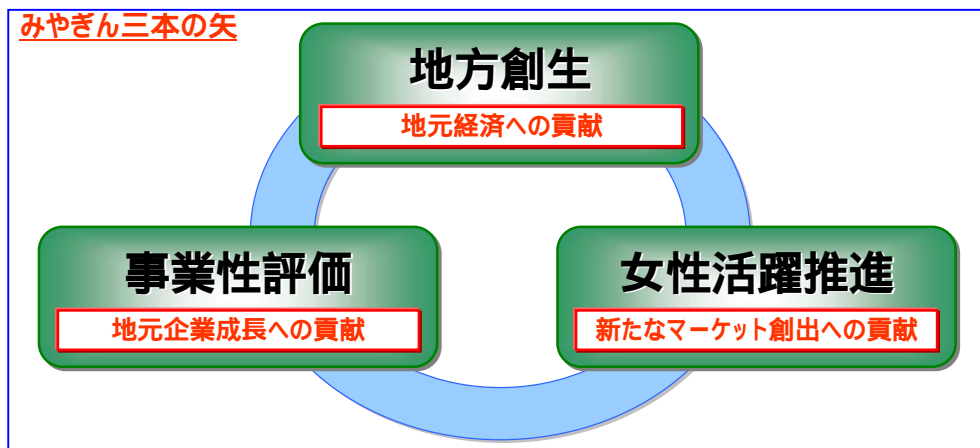 みやぎん三本の矢
地方創生
地元経済への貢献
事業性評価
地元企業成長への貢献
女性活躍推進
新たなマーケット創出への貢献